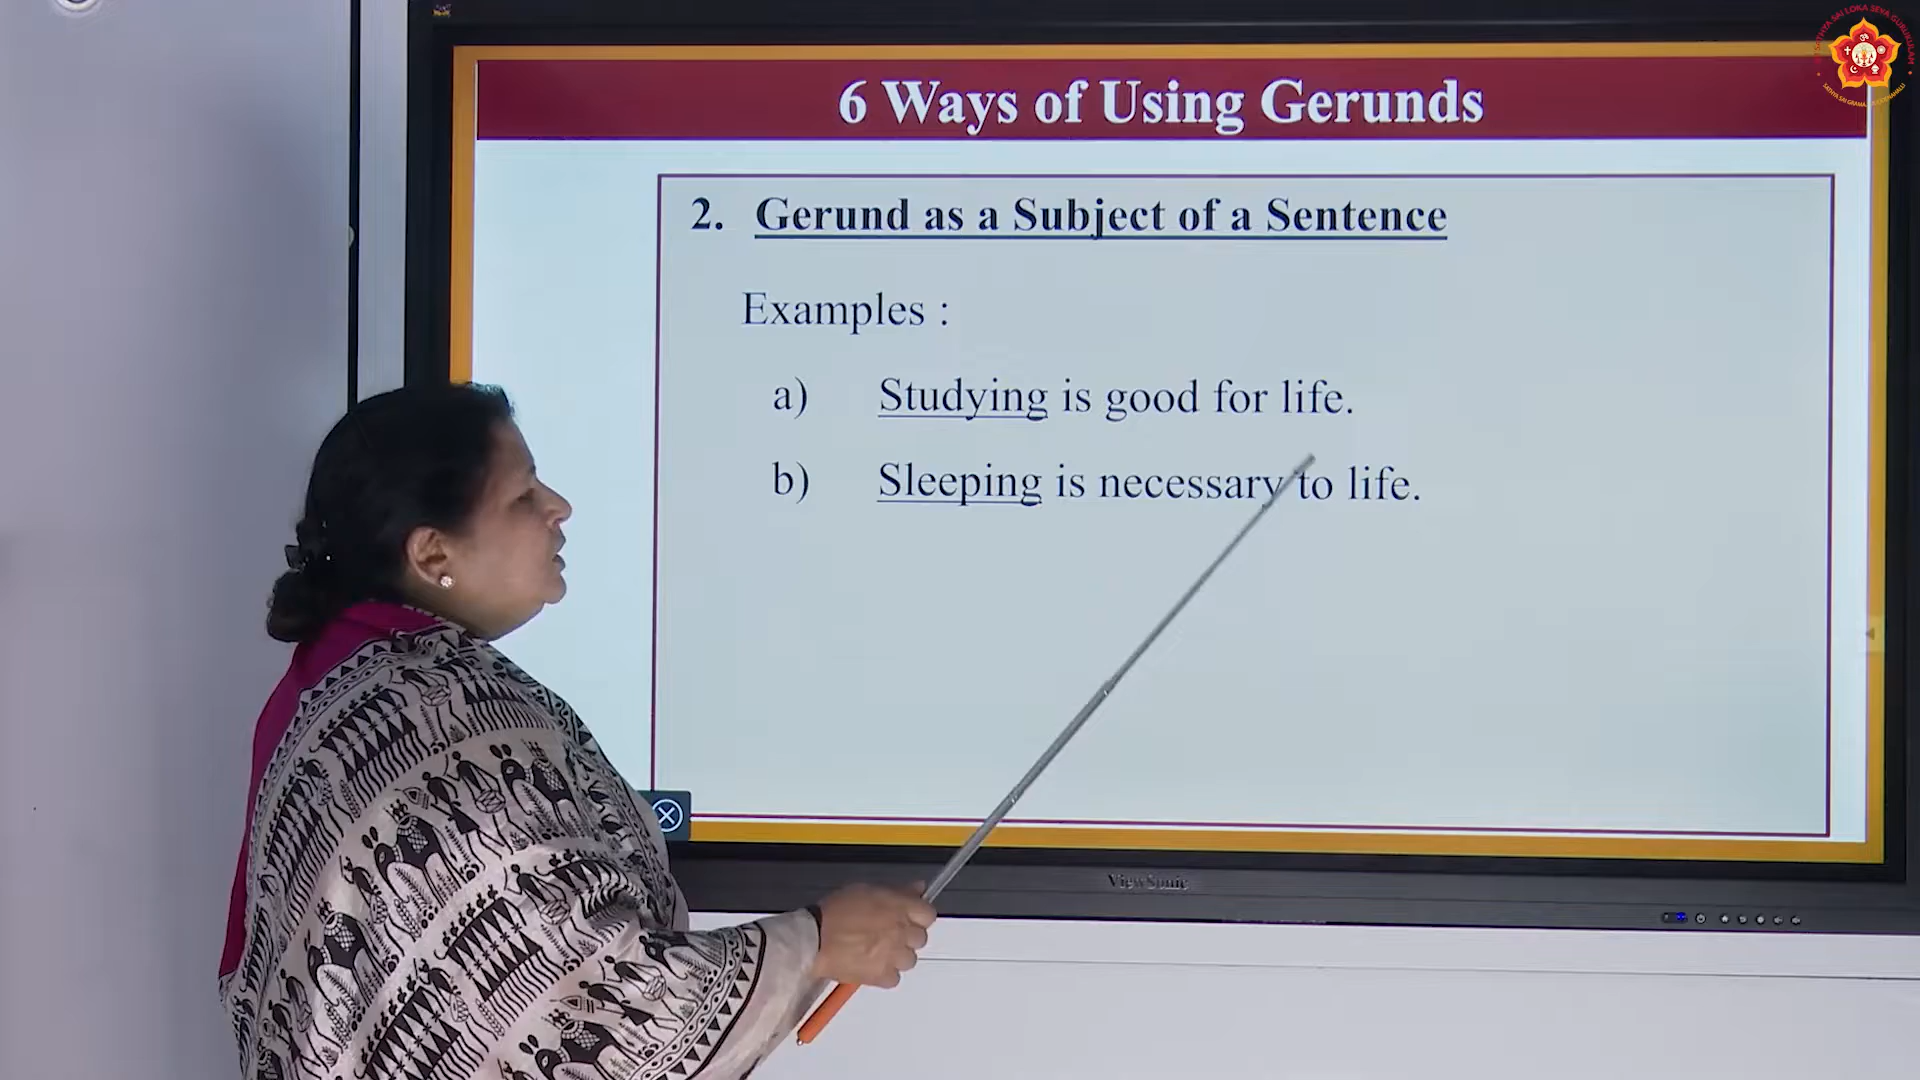 6 Ways of Using Gerunds
2. Gerund as a Subject of a Sentence
Examples :
a) Studying is good for life.
b) Sleeping is necessary to life.
ViewSonic